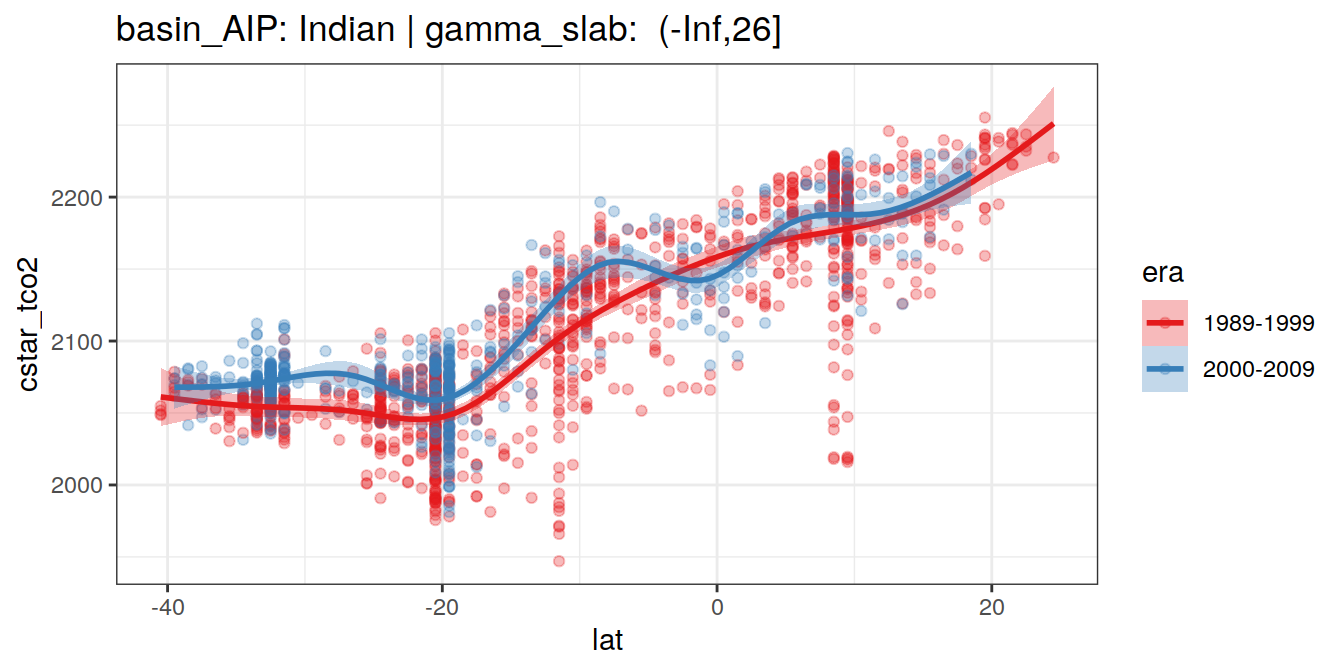 basin_AIP: Indian | gamma_slab:  (-Inf,26]
cstar_tco2
2200
2100
2000
-40
-20
0
20
lat
era
1989-1999
2000-2009